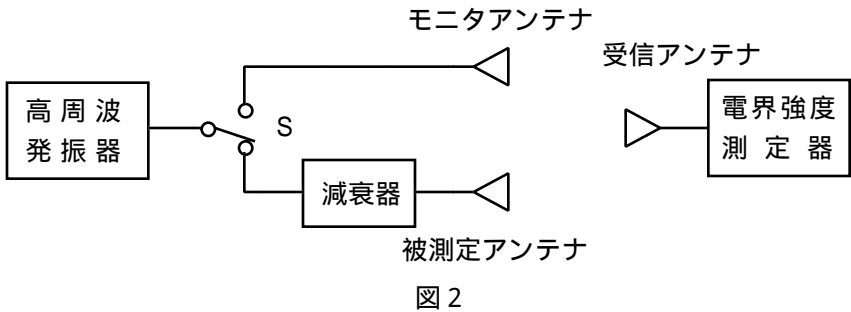 モニタアンテナ
受信アンテナ
高周波
発振器
S
電界強度
測定器
減衰器
被測定アンテナ
図2